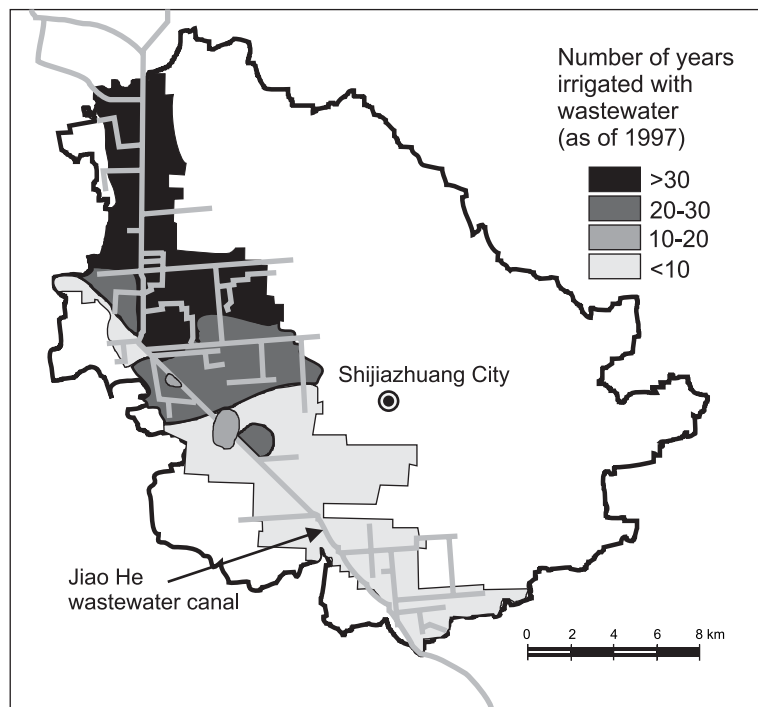 Number of years
irrigated with
wastewater
(as of 1997)
>30
20-30
10-20
<10
Shijiazhuang City
Jiao He
wastewater canal
0 2 4 6 8 km